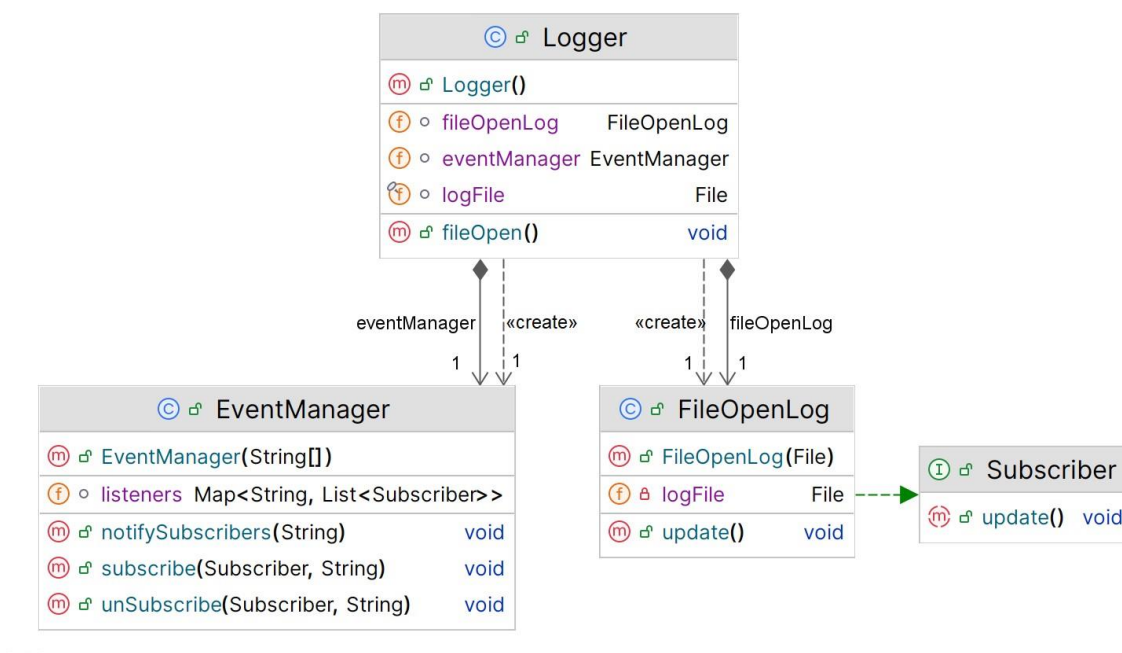 Logger
Logger()
fileOpenLog FileOpenLog
eventManager EventManager
logFile File
fileOpen() void
eventManager «create» «create» fileOpenLog
1 1 1 1
EventManager
EventManager(String[])
listeners Map<String, List<Subscriber>>
notifySubscribers(String) void
subscribe(Subscriber, String) void
unSubscribe(Subscriber, String) void
FileOpenLog
FileOpenLog(File)
logFile File
update() void
Subscriber
update() void